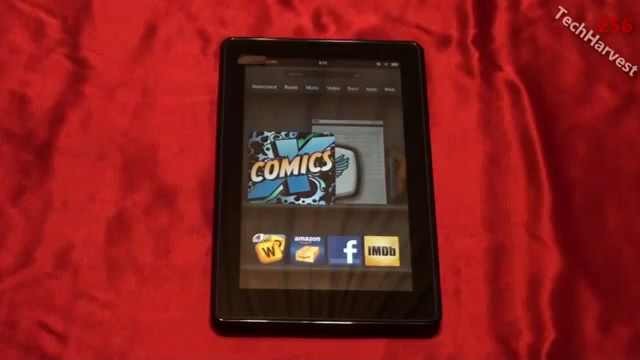 TechHarvest
256
Newsstand Books Music Video Docs Apps Web
COMICS
W
amazon
f
IMDb